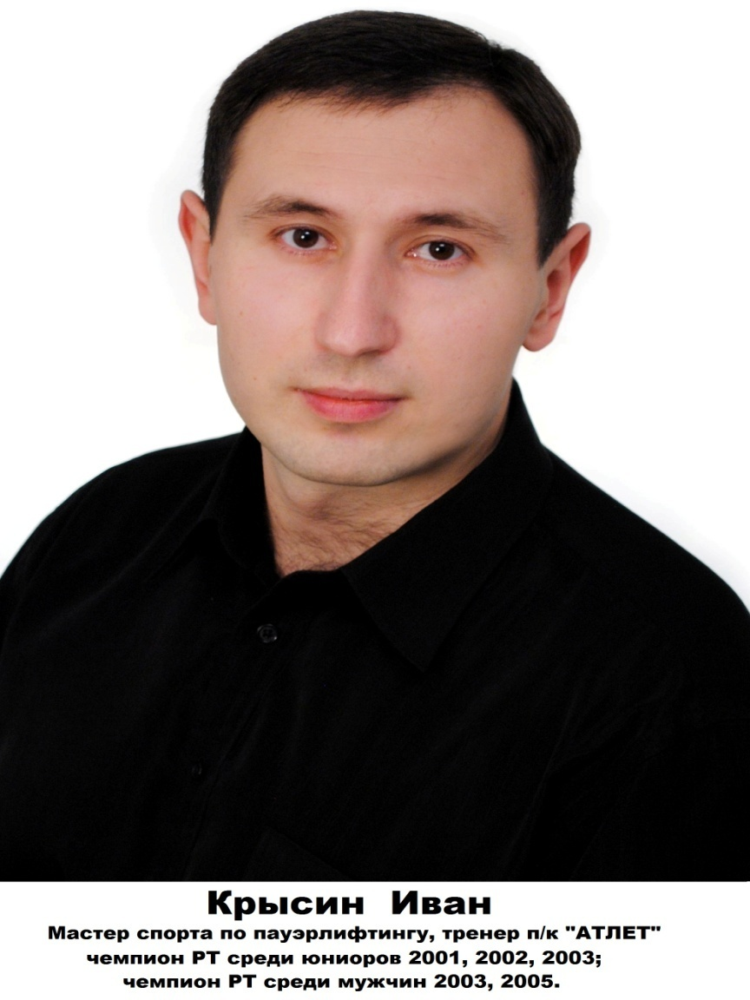 Крысин Иван
Мастер спорта по пауэрлифтингу, тренер п/к "АТЛЕТ"
чемпион РТ среди юниоров 2001, 2002, 2003;
чемпион РТ среди мужчин 2003, 2005.